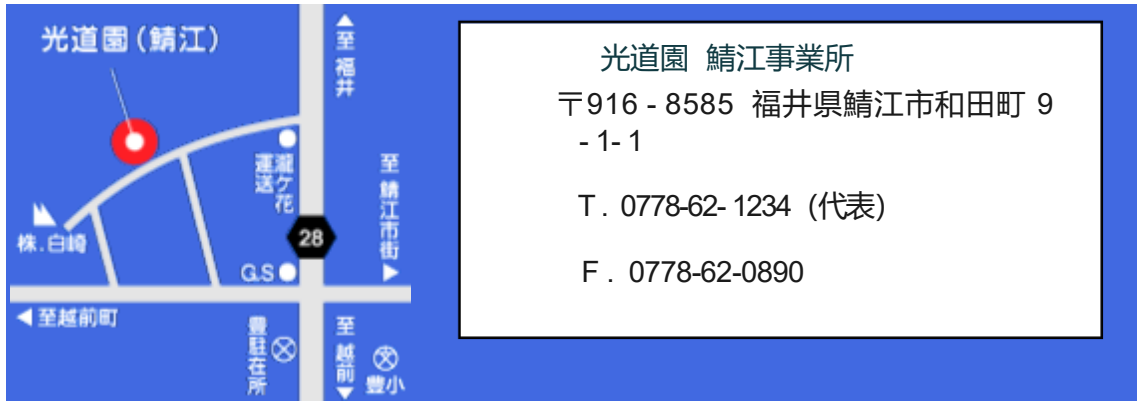 光道園(鯖江)
▲至 福井
瀧ケ花
運送
至 鯖江市街▶
株.白崎
28
G.S
◀至越前町
豊駐在所
至 越前▼
文
豊小
光道園 鯖江事業所
〒916 - 8585 福井県鯖江市和田町 9
- 1- 1
T. 0778-62- 1234 (代表)
F. 0778-62-0890